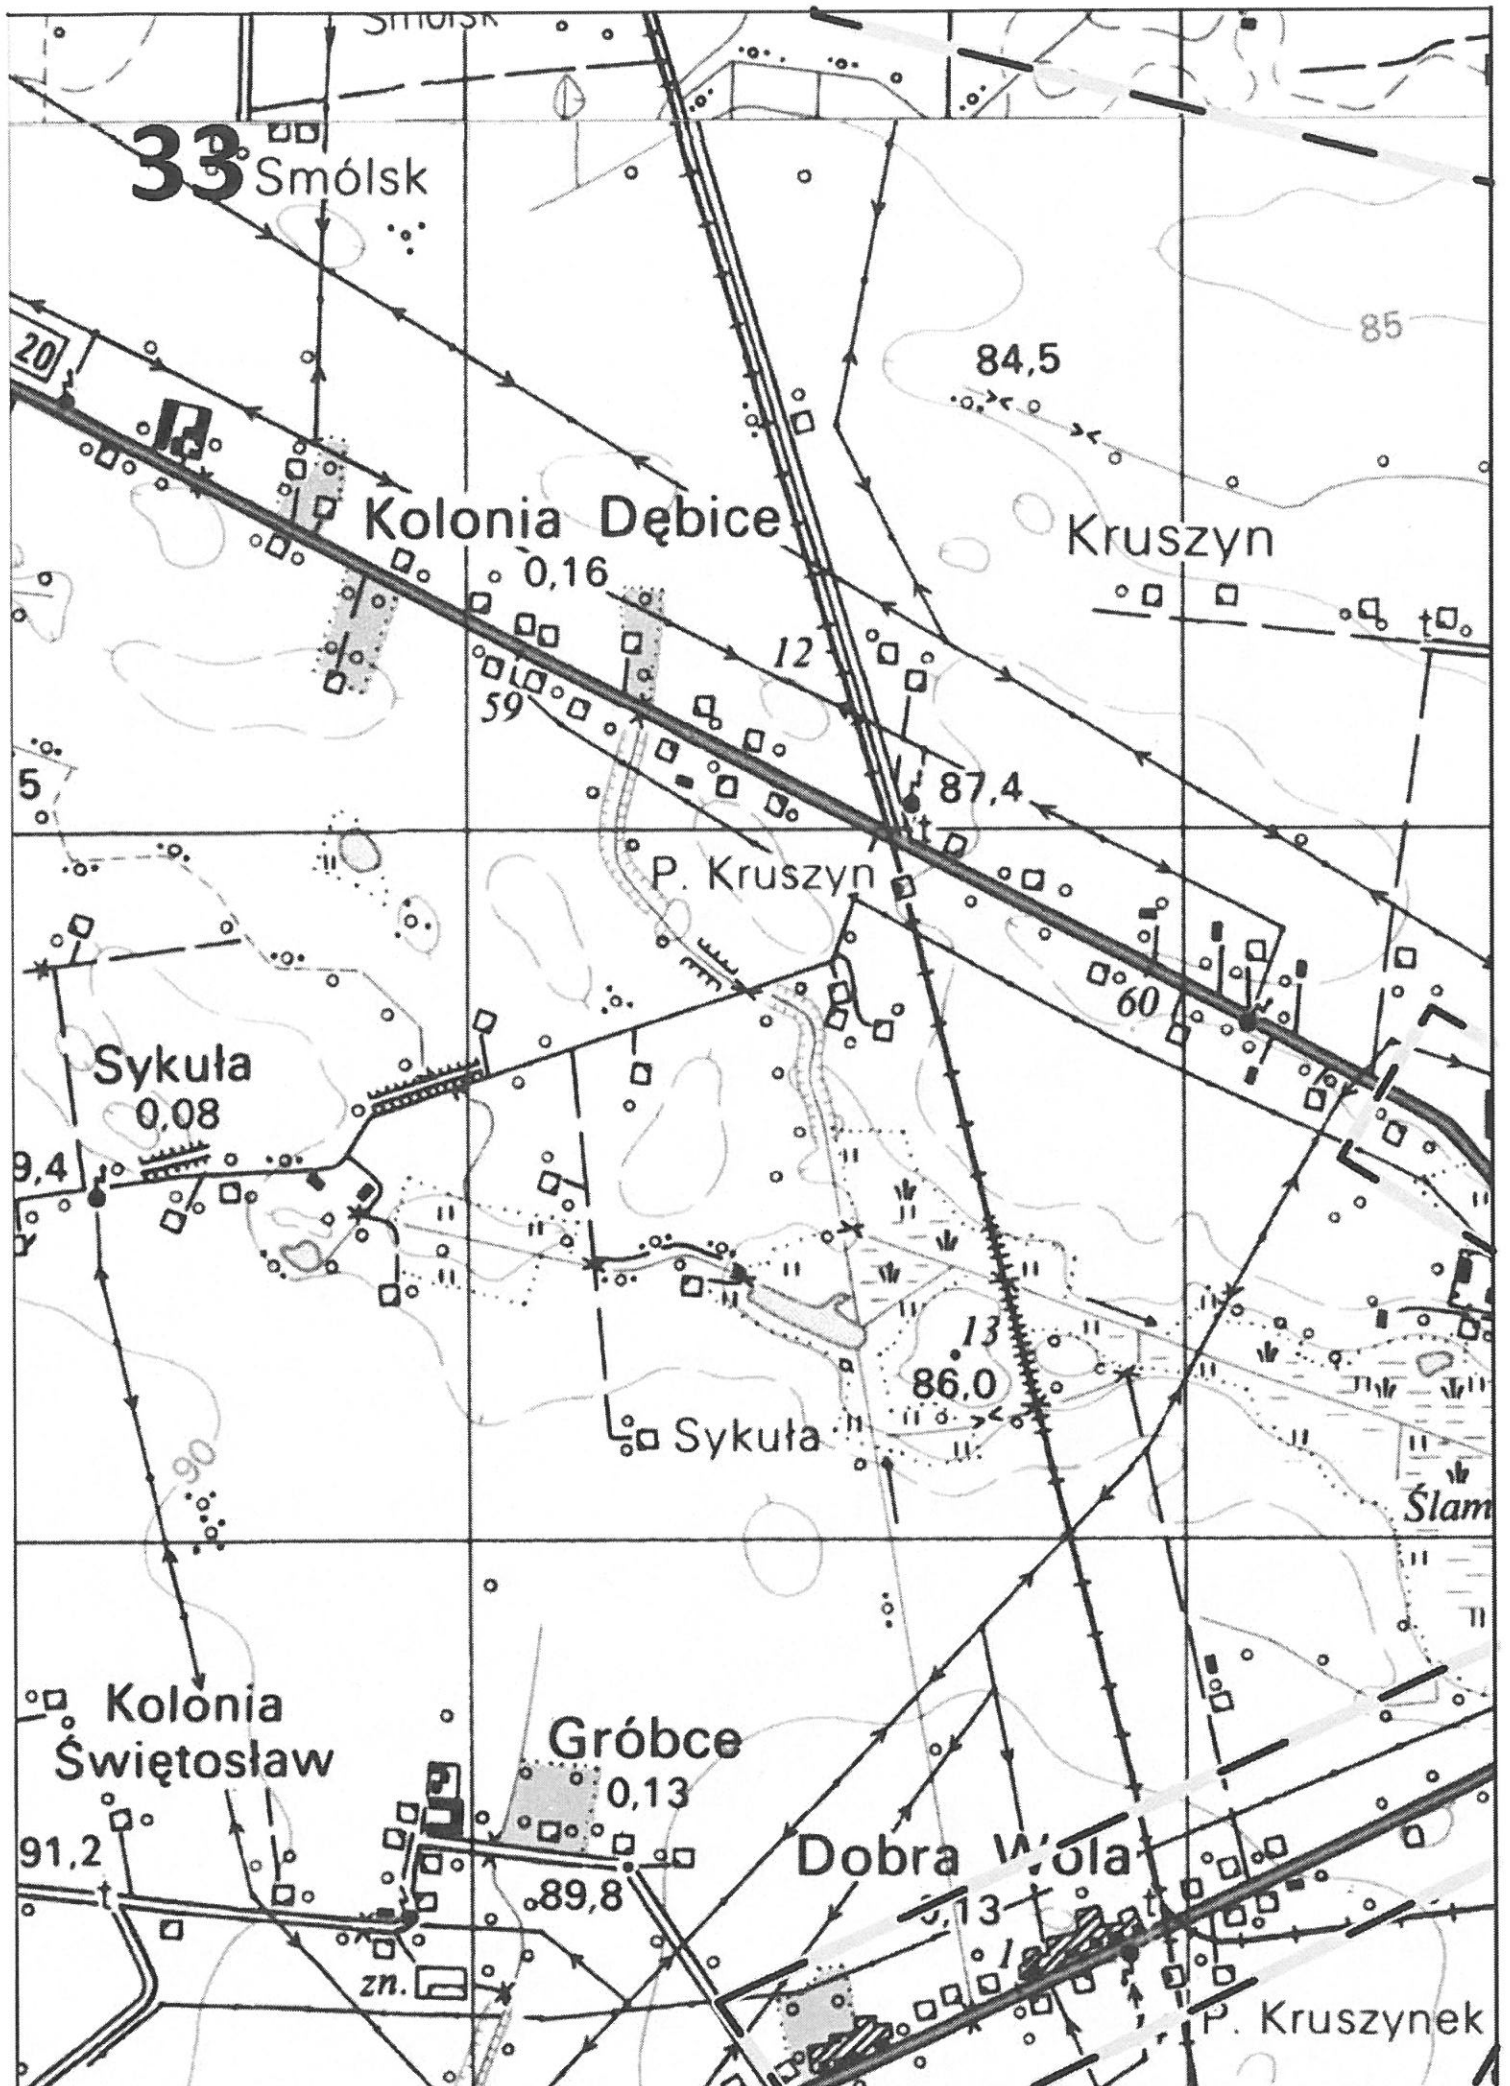 Smólsk
33
Smólsk
20
85
84,5
Kolonia Dębice
0,16
Kruszyn
12
59
5
87,4
P. Kruszyn
60
Sykuła
0,08
9,4
13
86,0
Sykuła
90
Ślam
Kolonia
Świętosław
Gróbce
0,13
91,2
t
Dobra Wola
0,13
89,8
t
1
zn.
P. Kruszynek